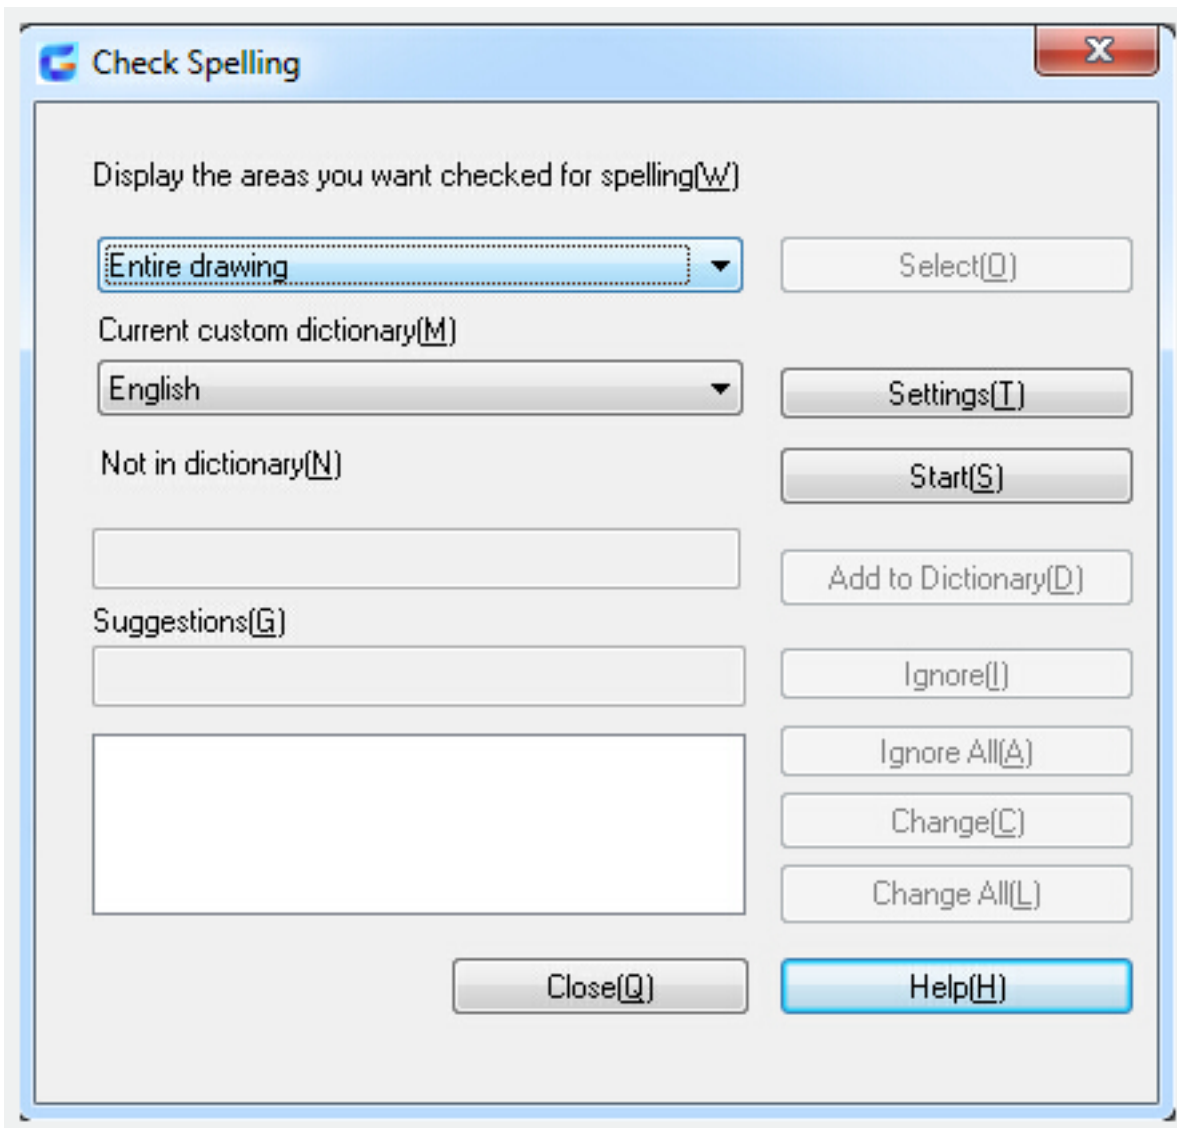 Check Spelling
Display the areas you want checked for spelling(W)
Entire drawing
Select(O)
Current custom dictionary(M)
English
Settings(T)
Not in dictionary(N)
Start(S)
Add to Dictionary(D)
Suggestions(G)
Ignore(I)
Ignore All(A)
Change(C)
Change All(L)
Close(Q)
Help(H)